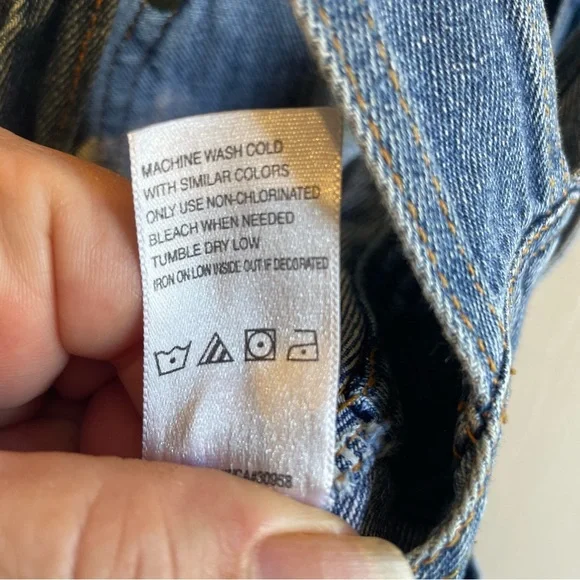 MACHINE WASH COLD
WITH SIMILAR COLORS
ONLY USE NON-CHLORINATED
BLEACH WHEN NEEDED
TUMBLE DRY LOW
IRON ON LOW INSIDE OUT IF DECORATED